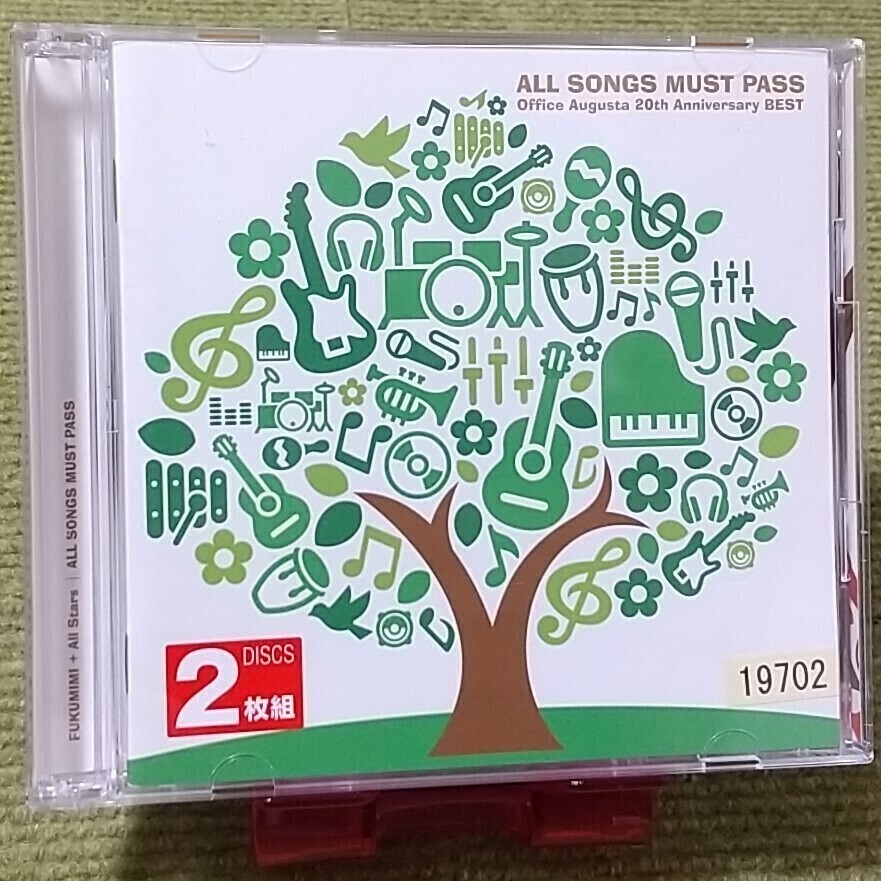 ALL SONGS MUST PASS
Office Augusta 20th Anniversary BEST
FUKUMIMI + All Stars | ALL SONGS MUST PASS
2 DISCS
枚組
19702